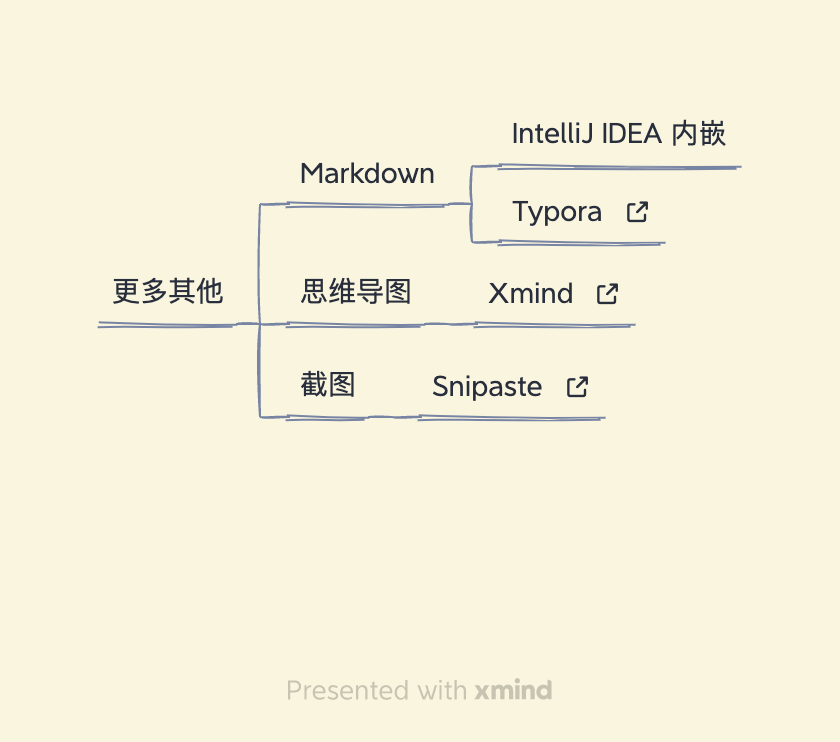 IntelliJ IDEA 内嵌
Markdown
Typora
更多其他
思维导图
Xmind
截图
Snipaste
Presented with xmind